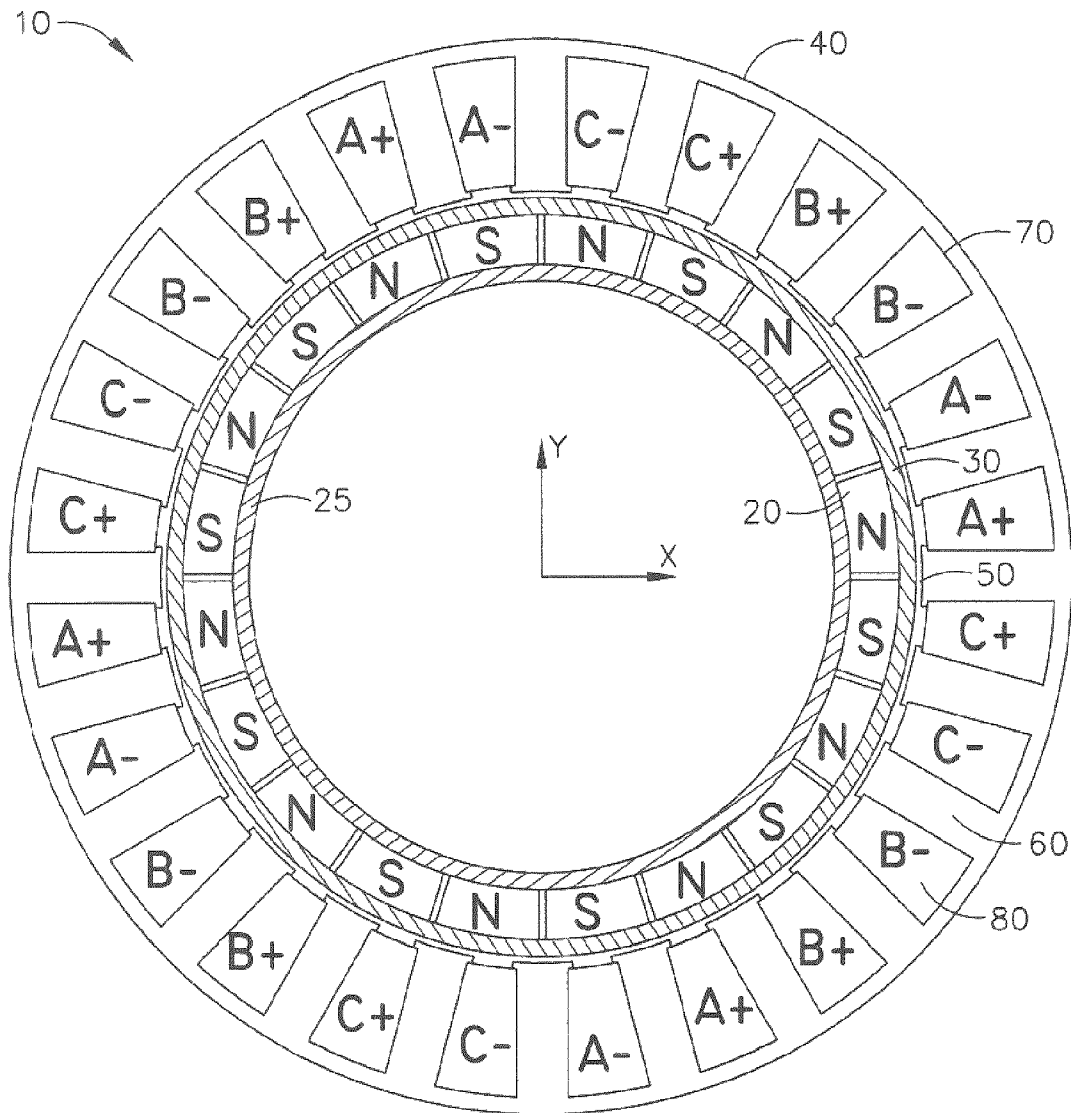 10
40
A+
A-
C-
C+
B+
B+
70
B-
B-
S
N
N
S
S
N
C-
A-
N
S
Y
30
25
20
C+
S
N
A+
X
50
A+
N
S
C+
S
N
A-
C-
N
S
60
B-
S
N
S
N
B-
80
B+
B+
C+
C-
A-
A+